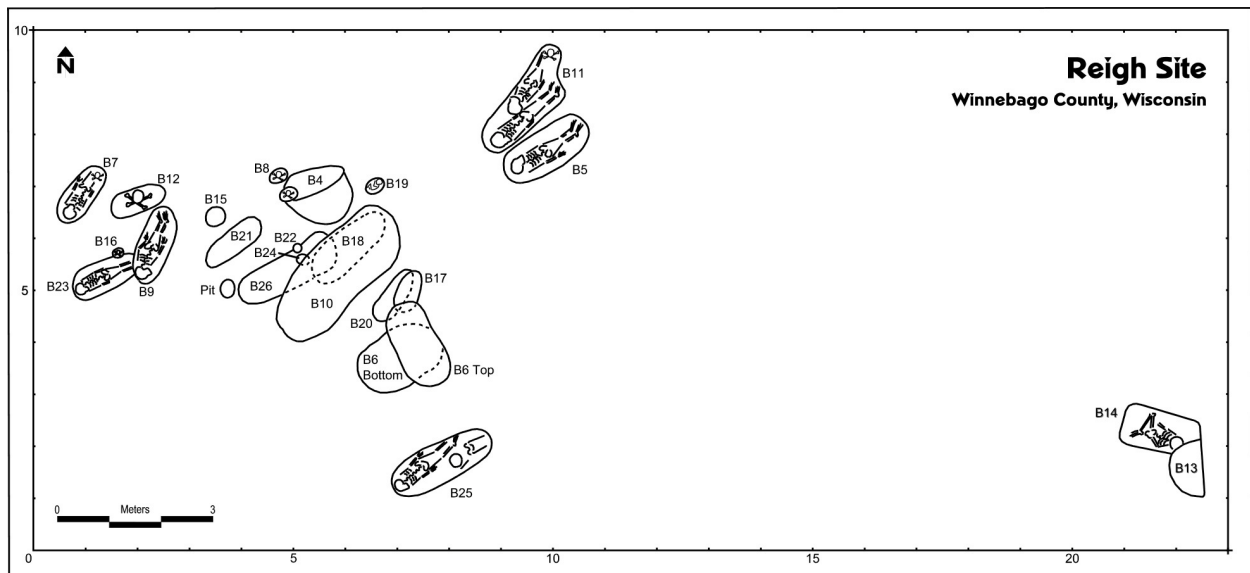 10
N
Reigh Site
Winnebago County, Wisconsin
B11
B5
B7
B12
B8
B4
B19
B15
B16
B21
B22
B18
B24
B23
B9
Pit
B26
B10
B17
5
B20
B6
Bottom
B6 Top
B14
B13
B25
0 Meters 3
0
0 5 10 15 20